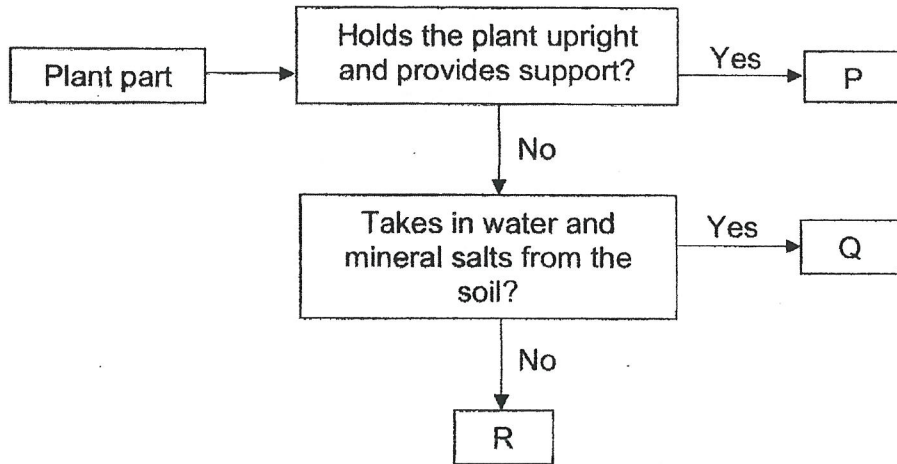 Holds the plant upright
and provides support?
Plant part
Yes
P
No
Takes in water and
mineral salts from the
soil?
Yes
Q
No
R